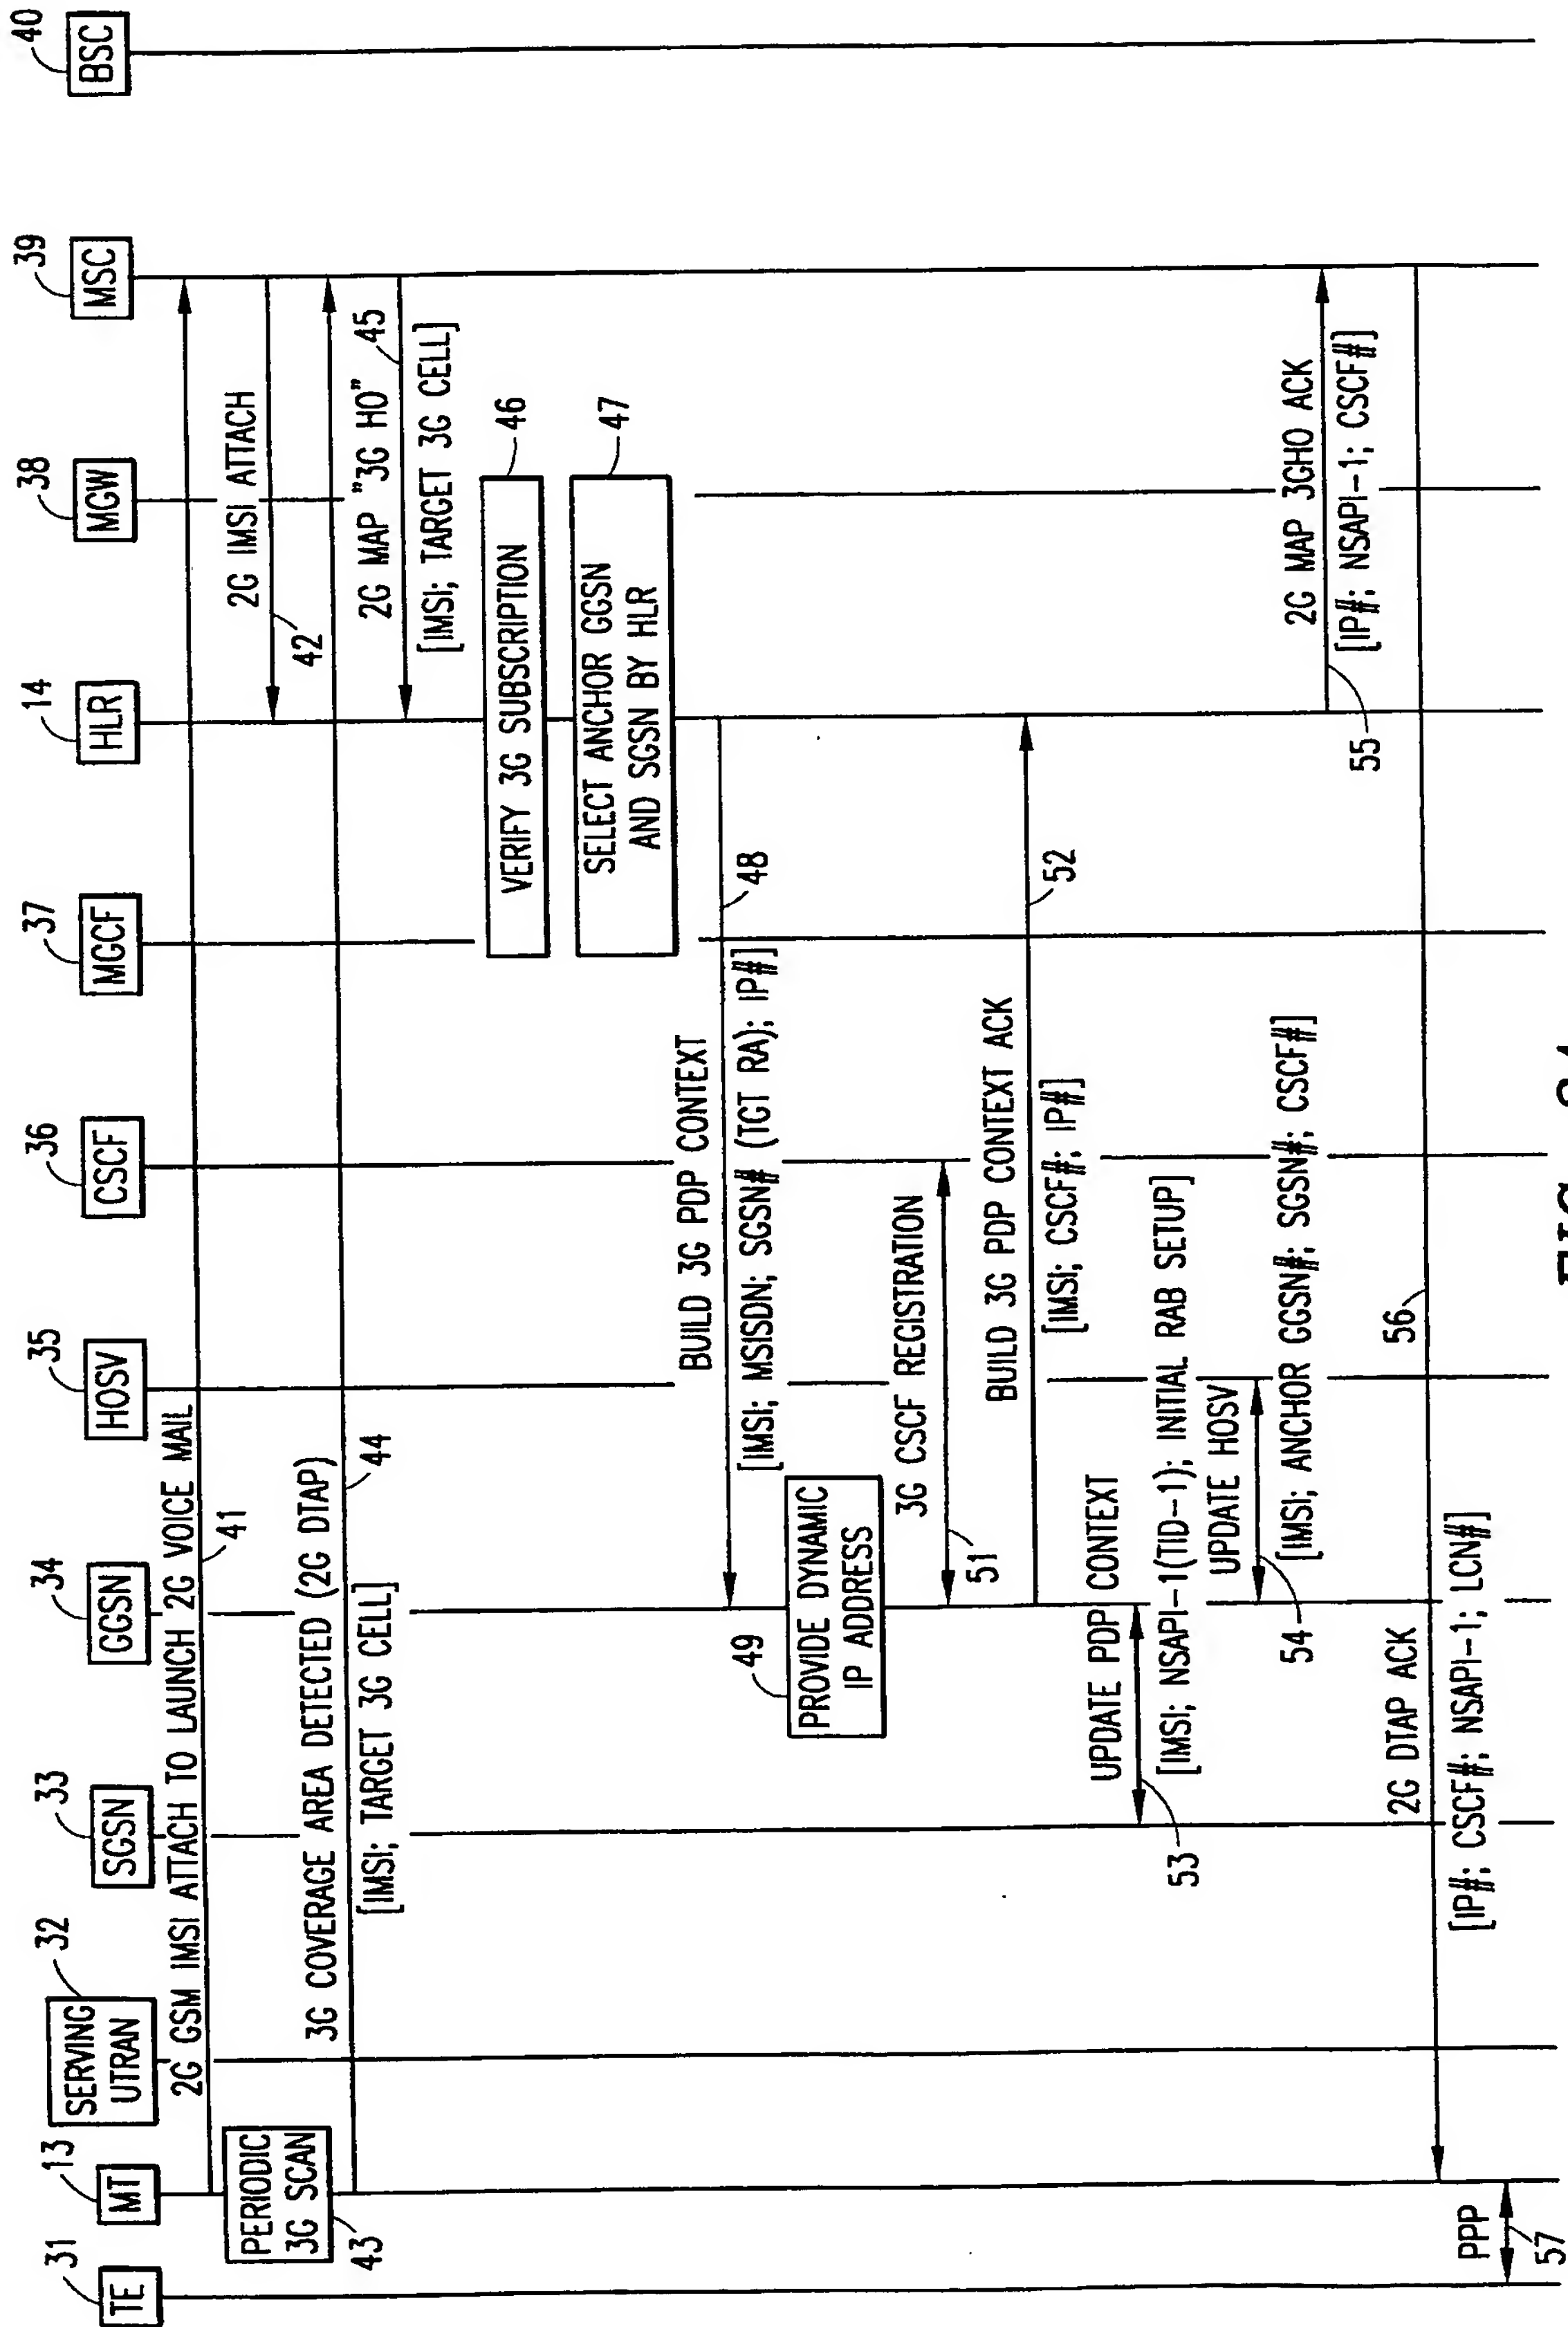 31
TE
13
MT
32
SERVING
UTRAN
33
SGSN
34
GGSN
35
HOSV
36
CSCF
37
MGCF
14
HLR
38
MGW
39
MSC
40
BSC
2G GSM IMSI ATTACH TO LAUNCH 2G VOICE MAIL
41
2G IMSI ATTACH
42
PERIODIC
3G SCAN
43
3G COVERAGE AREA DETECTED (2G DTAP)
44
[IMSI; TARGET 3G CELL]
2G MAP "3G HO"
45
[IMSI; TARGET 3G CELL]
VERIFY 3G SUBSCRIPTION
46
SELECT ANCHOR GGSN
AND SGSN BY HLR
47
BUILD 3G PDP CONTEXT
48
[IMSI; MSISDN; SGSN# (TGT RA); IP#]
49
PROVIDE DYNAMIC
IP ADDRESS
3G CSCF REGISTRATION
51
BUILD 3G PDP CONTEXT ACK
52
[IMSI; CSCF#; IP#]
UPDATE PDP CONTEXT
53
[IMSI; NSAPI-1(TID-1); INITIAL RAB SETUP]
UPDATE HOSV
54
[IMSI; ANCHOR GGSN#; SGSN#; CSCF#]
2G MAP 3GHO ACK
55
[IP#; NSAPI-1; CSCF#]
2G DTAP ACK
56
[IP#; CSCF#; NSAPI-1; LCN#]
PPP
57